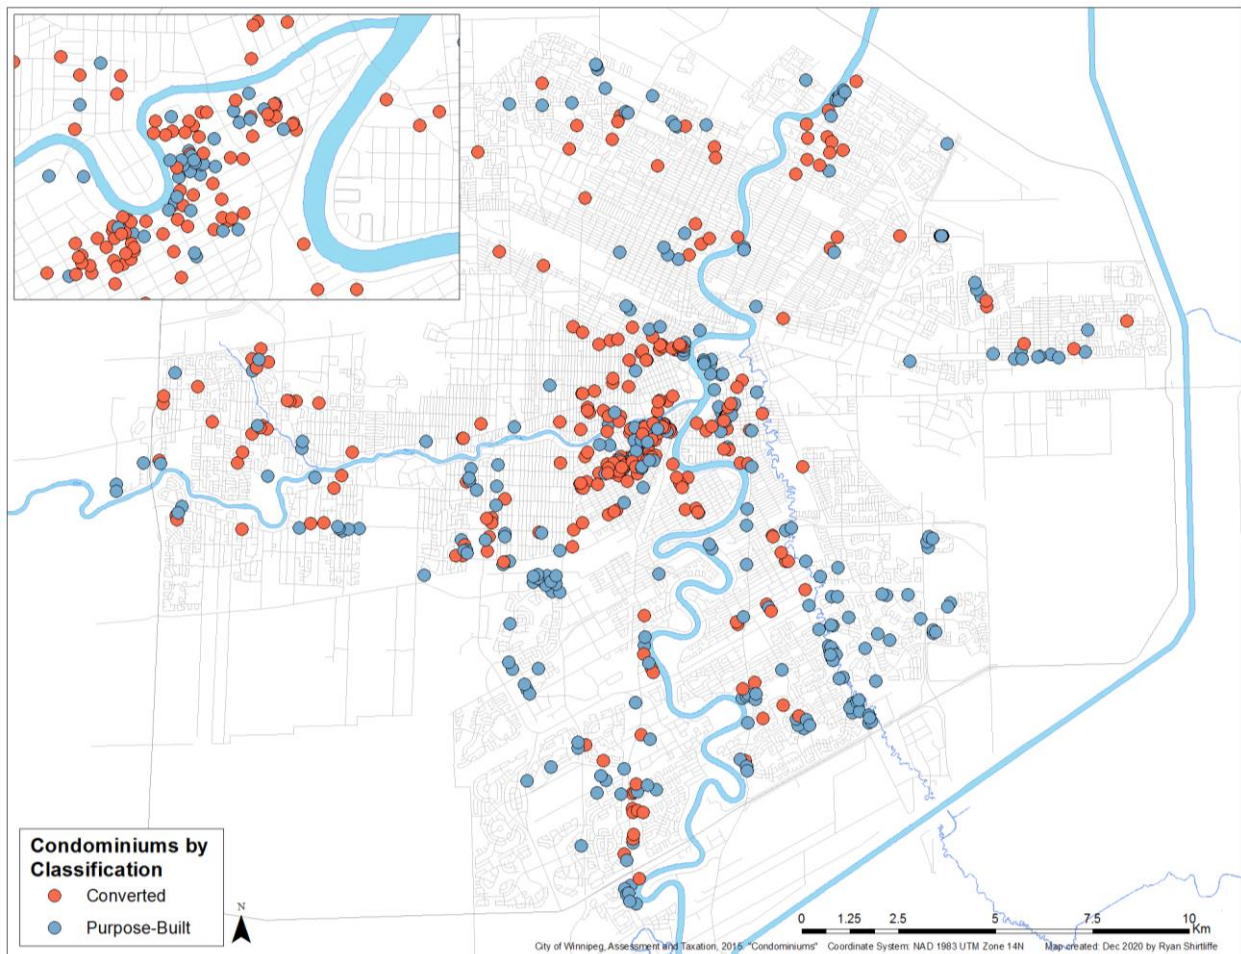 Condominiums by
Classification
Converted
Purpose-Built
N
0 1.25 2.5 5 7.5 10
Km
City of Winnipeg, Assessment and Taxation, 2015. "Condominiums" Coordinate System: NAD 1983 UTM Zone 14N Map created: Dec 2020 by Ryan Shirtliffe